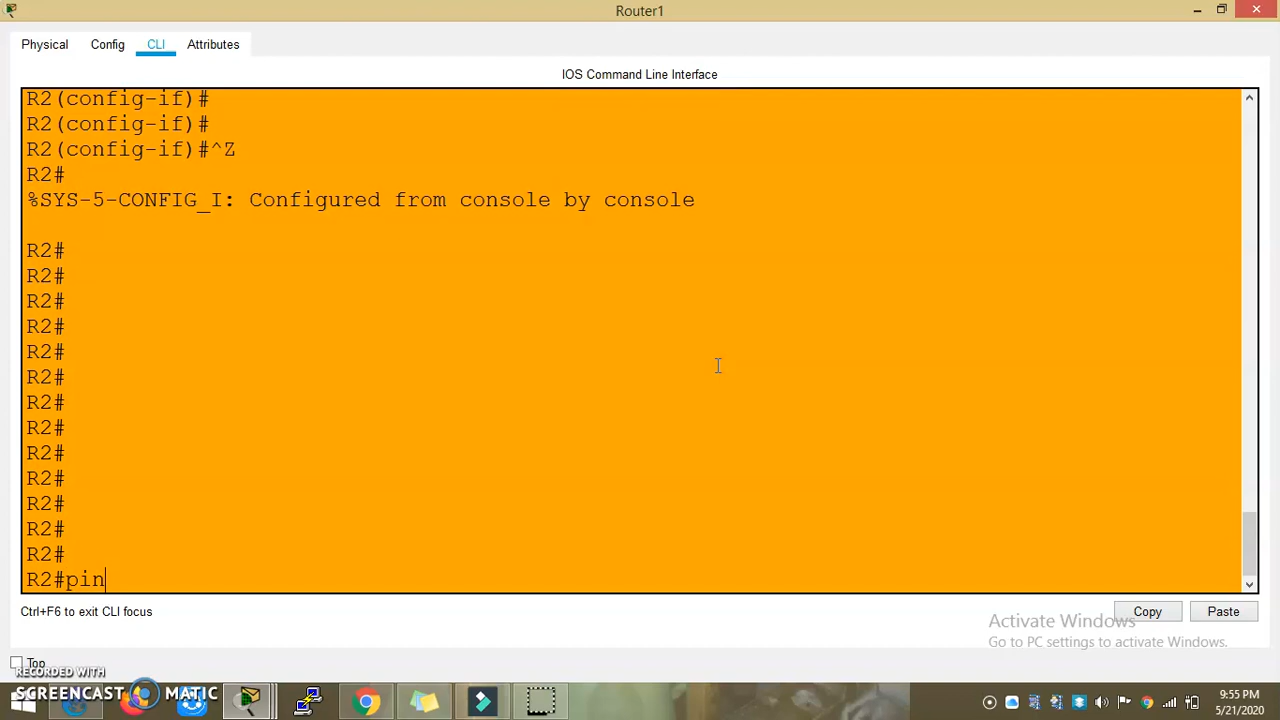 Router1
Physical Config CLI Attributes
IOS Command Line Interface
R2(config-if)#
R2(config-if)#
R2(config-if)#^Z
R2#
%SYS-5-CONFIG_I: Configured from console by console
R2#
R2#
R2#
R2#
R2#
R2#
R2#
R2#
R2#
R2#
R2#
R2#
R2#
R2#pin
Ctrl+F6 to exit CLI focus
Copy Paste
Activate Windows
Go to PC settings to activate Windows.
Top
RECORDED WITH
SCREENCAST MATIC
9:55 PM
5/21/2020